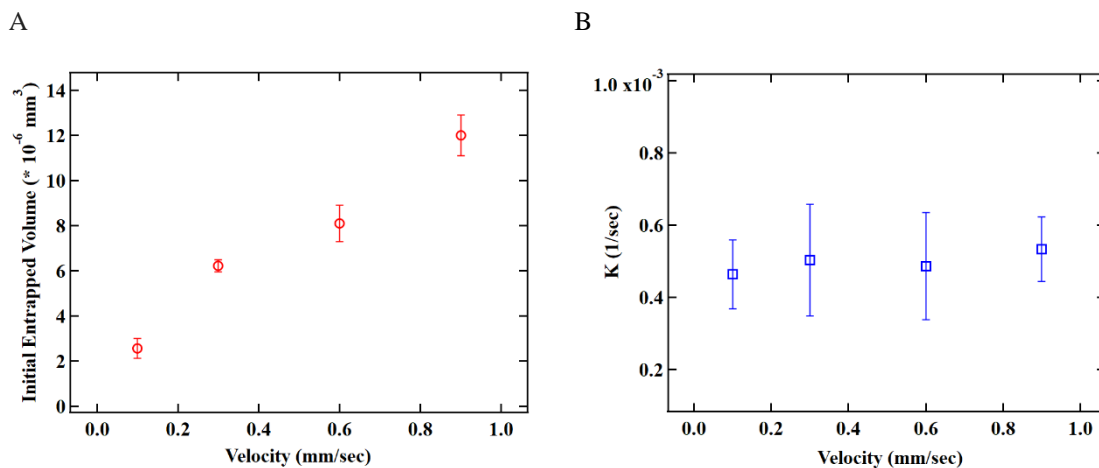 A
B
Initial Entrapped Volume (* 10⁻⁶ mm³)
14
12
10
8
6
4
2
0
0.0 0.2 0.4 0.6 0.8 1.0
Velocity (mm/sec)
K (1/sec)
1.0 x10⁻³
0.8
0.6
0.4
0.2
0.0 0.2 0.4 0.6 0.8 1.0
Velocity (mm/sec)